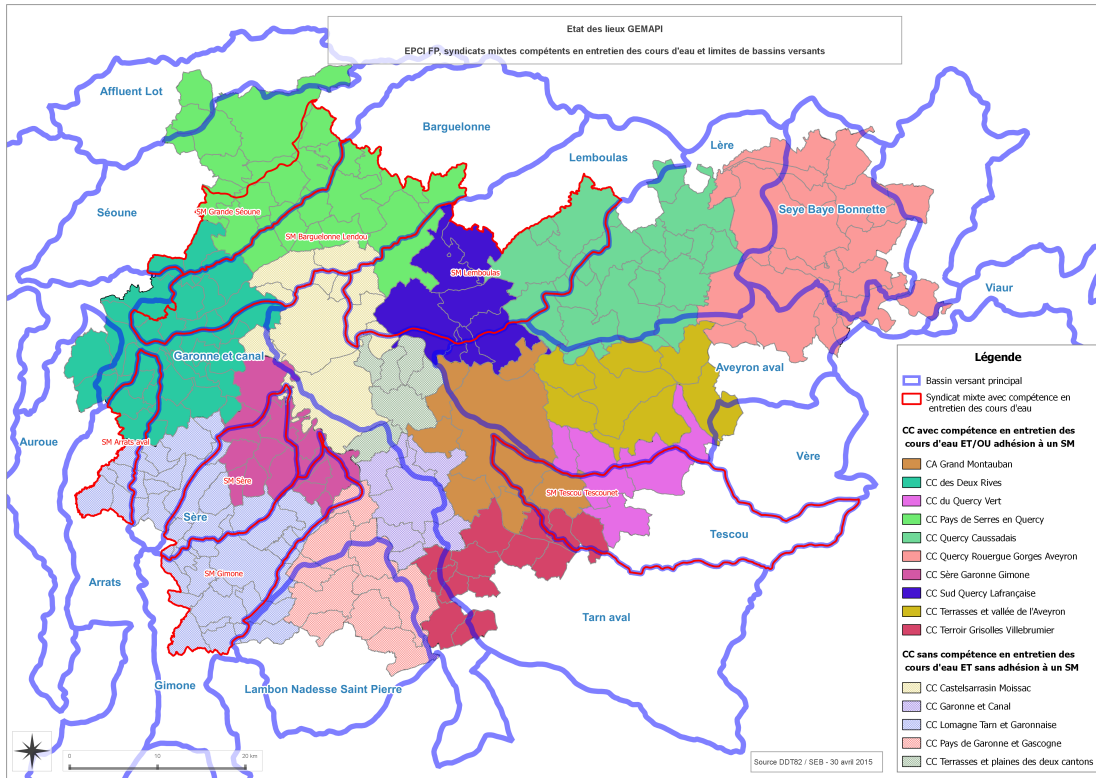 Etat des lieux GEMAPI
EPCI FP, syndicats mixtes compétents en entretien des cours d'eau et limites de bassins versants
Affluent Lot
Barguelonne
Lère
Lemboulas
Séoune
SM Grande Séoune
Seye Baye Bonnette
SM Barguelonne Lendou
SM Lemboulas
Viaur
Garonne et canal
Aveyron aval
Auroue
SM Arrats aval
Vère
SM Sère
SM Tescou Tescounet
Sère
Tescou
SM Gimone
Arrats
Tarn aval
Gimone
Lambon Nadesse Saint Pierre
Légende
Bassin versant principal
Syndicat mixte avec compétence en
entretien des cours d'eau
CC avec compétence en entretien des
cours d'eau ET/OU adhésion à un SM
CA Grand Montauban
CC des Deux Rives
CC du Quercy Vert
CC Pays de Serres en Quercy
CC Quercy Caussadais
CC Quercy Rouergue Gorges Aveyron
CC Sère Garonne Gimone
CC Sud Quercy Lafrançaise
CC Terrasses et vallée de l'Aveyron
CC Terroir Grisolles Villebrumier
CC sans compétence en entretien des
cours d'eau ET sans adhésion à un SM
CC Castelsarrasin Moissac
CC Garonne et Canal
CC Lomagne Tarn et Garonnaise
CC Pays de Garonne et Gascogne
CC Terrasses et plaines des deux cantons
0 10 20 km
Source DDT82 / SEB - 30 avril 2015